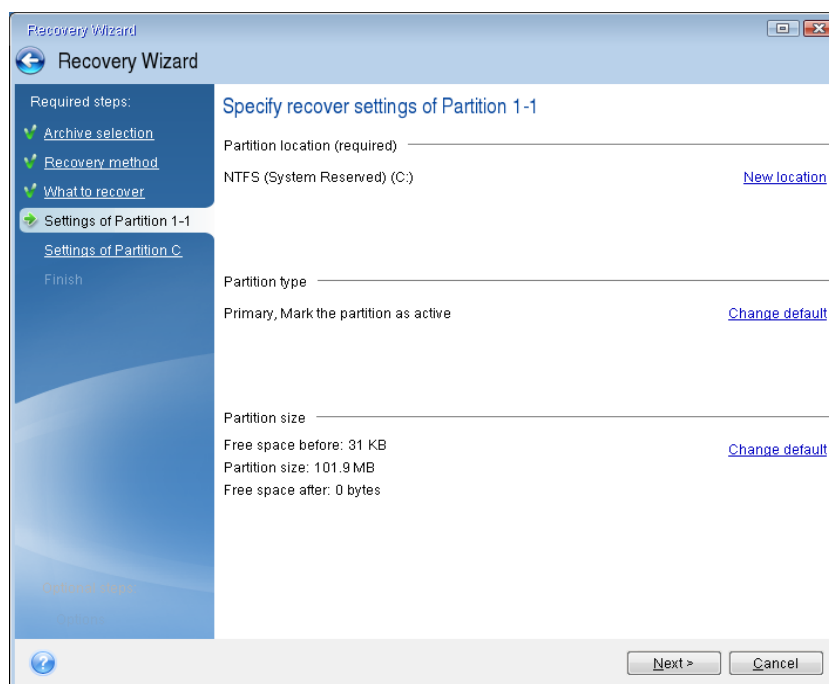 Recovery Wizard
Recovery Wizard
Required steps:
Archive selection
Recovery method
What to recover
Settings of Partition 1-1
Settings of Partition C
Finish
Specify recover settings of Partition 1-1
Partition location (required)
NTFS (System Reserved) (C:)
New location
Partition type
Primary, Mark the partition as active
Change default
Partition size
Free space before: 31 KB
Change default
Partition size: 101.9 MB
Free space after: 0 bytes
Next >
Cancel